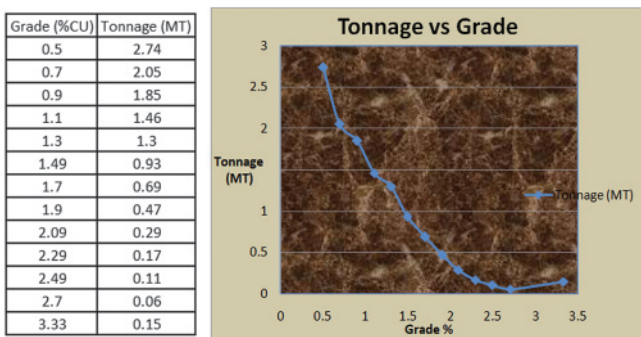 Grade (%CU) Tonnage (MT)
0.5 2.74
0.7 2.05
0.9 1.85
1.1 1.46
1.3 1.3
1.49 0.93
1.7 0.69
1.9 0.47
2.09 0.29
2.29 0.17
2.49 0.11
2.7 0.06
3.33 0.15
Tonnage vs Grade
3
2.5
2
Tonnage
(MT)
1
0.5
0
Tonnage (MT)
0 0.5 1 1.5 2 2.5 3 3.5
Grade %